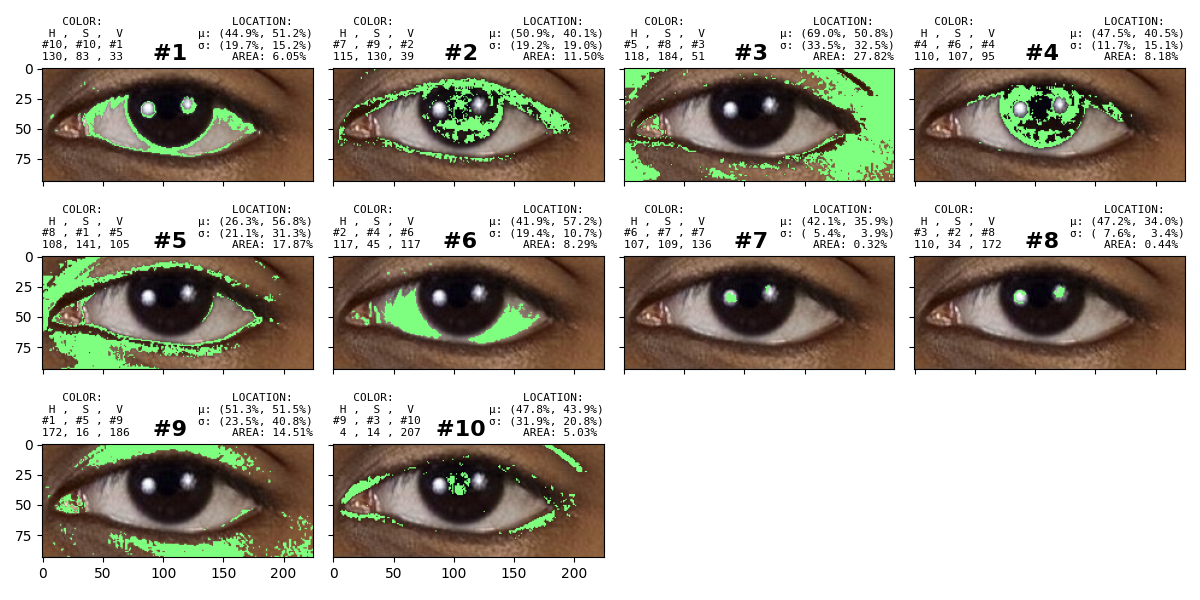 COLOR: LOCATION:
H , S , V μ: (44.9%, 51.2%)
#10, #10, #1 #1 σ: (19.7%, 15.2%)
130, 83 , 33 AREA: 6.05%
COLOR: LOCATION:
H , S , V μ: (50.9%, 40.1%)
#7 , #9 , #2 #2 σ: (19.2%, 19.0%)
115, 130, 39 AREA: 11.50%
COLOR: LOCATION:
H , S , V μ: (69.0%, 50.8%)
#5 , #8 , #3 #3 σ: (33.5%, 32.5%)
118, 184, 51 AREA: 27.82%
COLOR: LOCATION:
H , S , V μ: (47.5%, 40.5%)
#4 , #6 , #4 #4 σ: (11.7%, 15.1%)
110, 107, 95 AREA: 8.18%
0
25
50
75
COLOR: LOCATION:
H , S , V μ: (26.3%, 56.8%)
#8 , #1 , #5 #5 σ: (21.1%, 31.3%)
108, 141, 105 AREA: 17.87%
COLOR: LOCATION:
H , S , V μ: (41.9%, 57.2%)
#2 , #4 , #6 #6 σ: (19.4%, 10.7%)
117, 45 , 117 AREA: 8.29%
COLOR: LOCATION:
H , S , V μ: (42.1%, 35.9%)
#6 , #7 , #7 #7 σ: ( 5.4%, 3.9%)
107, 109, 136 AREA: 0.32%
COLOR: LOCATION:
H , S , V μ: (47.2%, 34.0%)
#3 , #2 , #8 #8 σ: ( 7.6%, 3.4%)
110, 34 , 172 AREA: 0.44%
0
25
50
75
COLOR: LOCATION:
H , S , V μ: (51.3%, 51.5%)
#1 , #5 , #9 #9 σ: (23.5%, 40.8%)
172, 16 , 186 AREA: 14.51%
COLOR: LOCATION:
H , S , V μ: (47.8%, 43.9%)
#9 , #3 , #10 #10 σ: (31.9%, 20.8%)
4 , 14 , 207 AREA: 5.03%
0
25
50
75
0 50 100 150 200
0 50 100 150 200